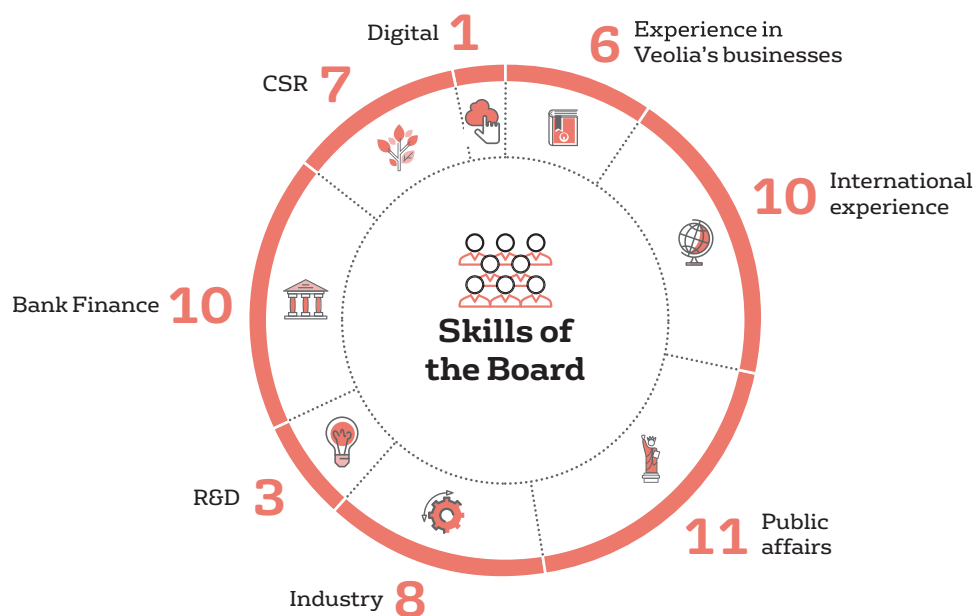 Digital 1
6 Experience in
Veolia's businesses
CSR 7
10 International
experience
Bank Finance 10
Skills of
the Board
R&D 3
11 Public
affairs
Industry 8